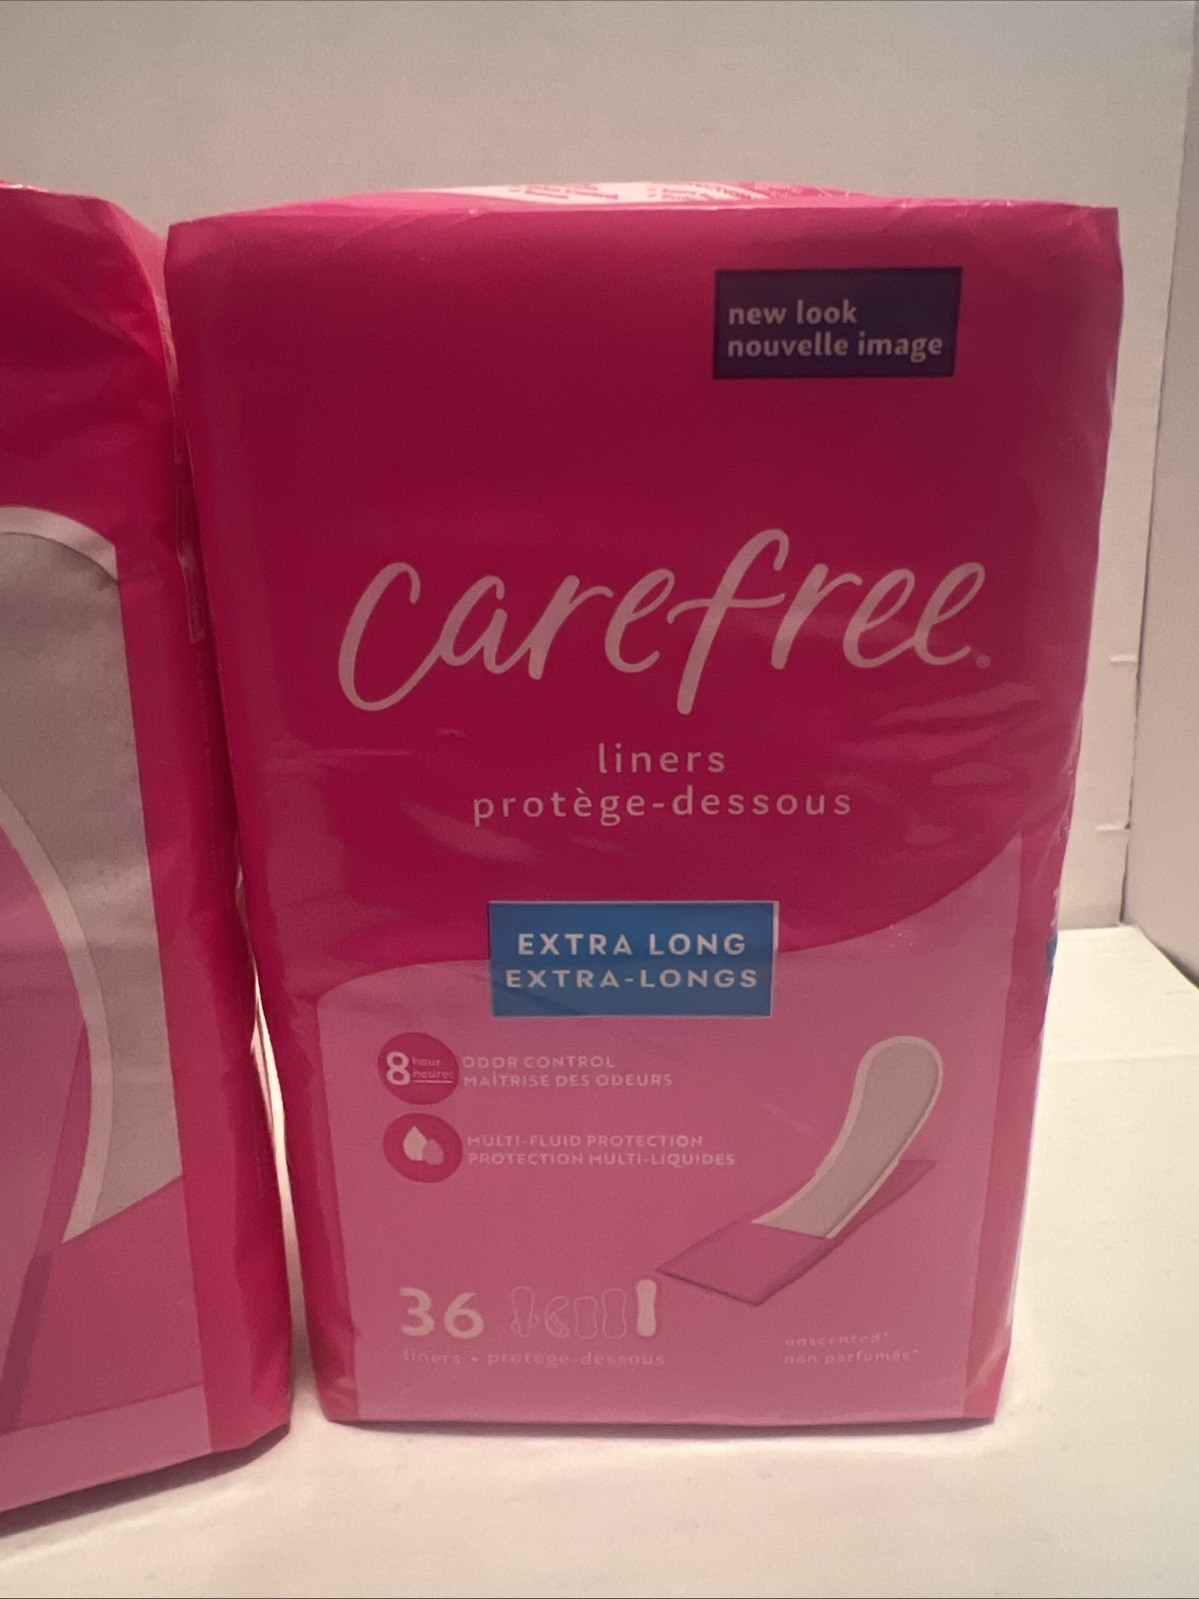 new look
nouvelle image
carefree®
liners
protège-dessous
EXTRA LONG
EXTRA-LONGS
8 hour
heures
ODOR CONTROL
MAÎTRISE DES ODEURS
MULTI-FLUID PROTECTION
PROTECTION MULTI-LIQUIDES
36
liners • protège-dessous
unscented*
non parfumés*